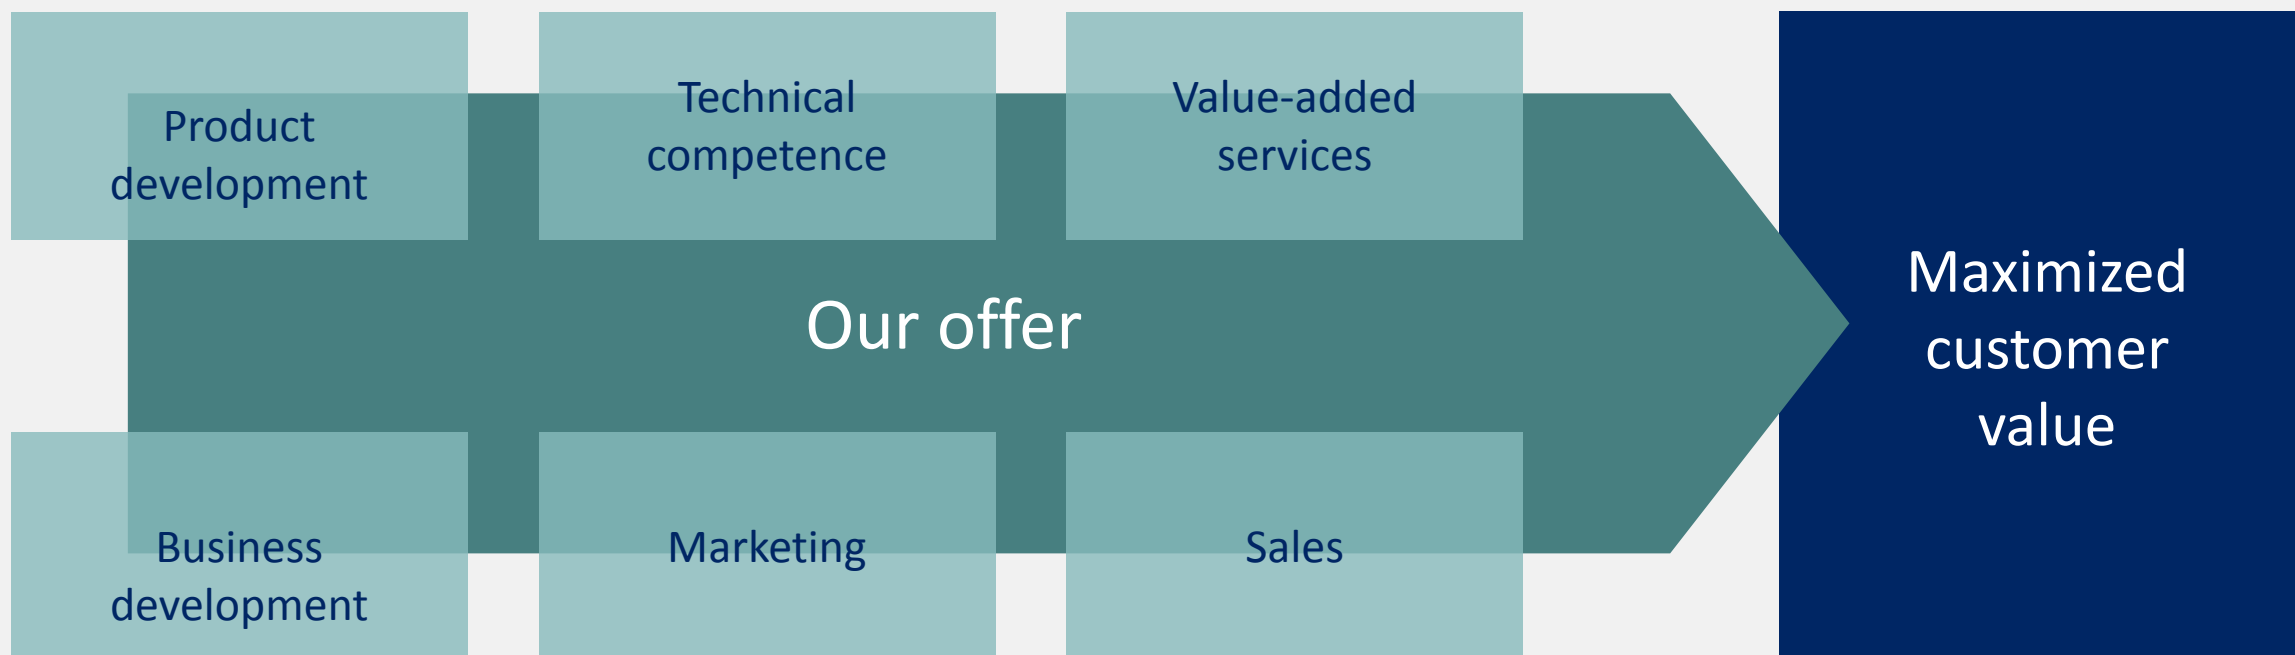 Product
development
Technical
competence
Value-added
services
Our offer
Maximized
customer
value
Business
development
Marketing
Sales